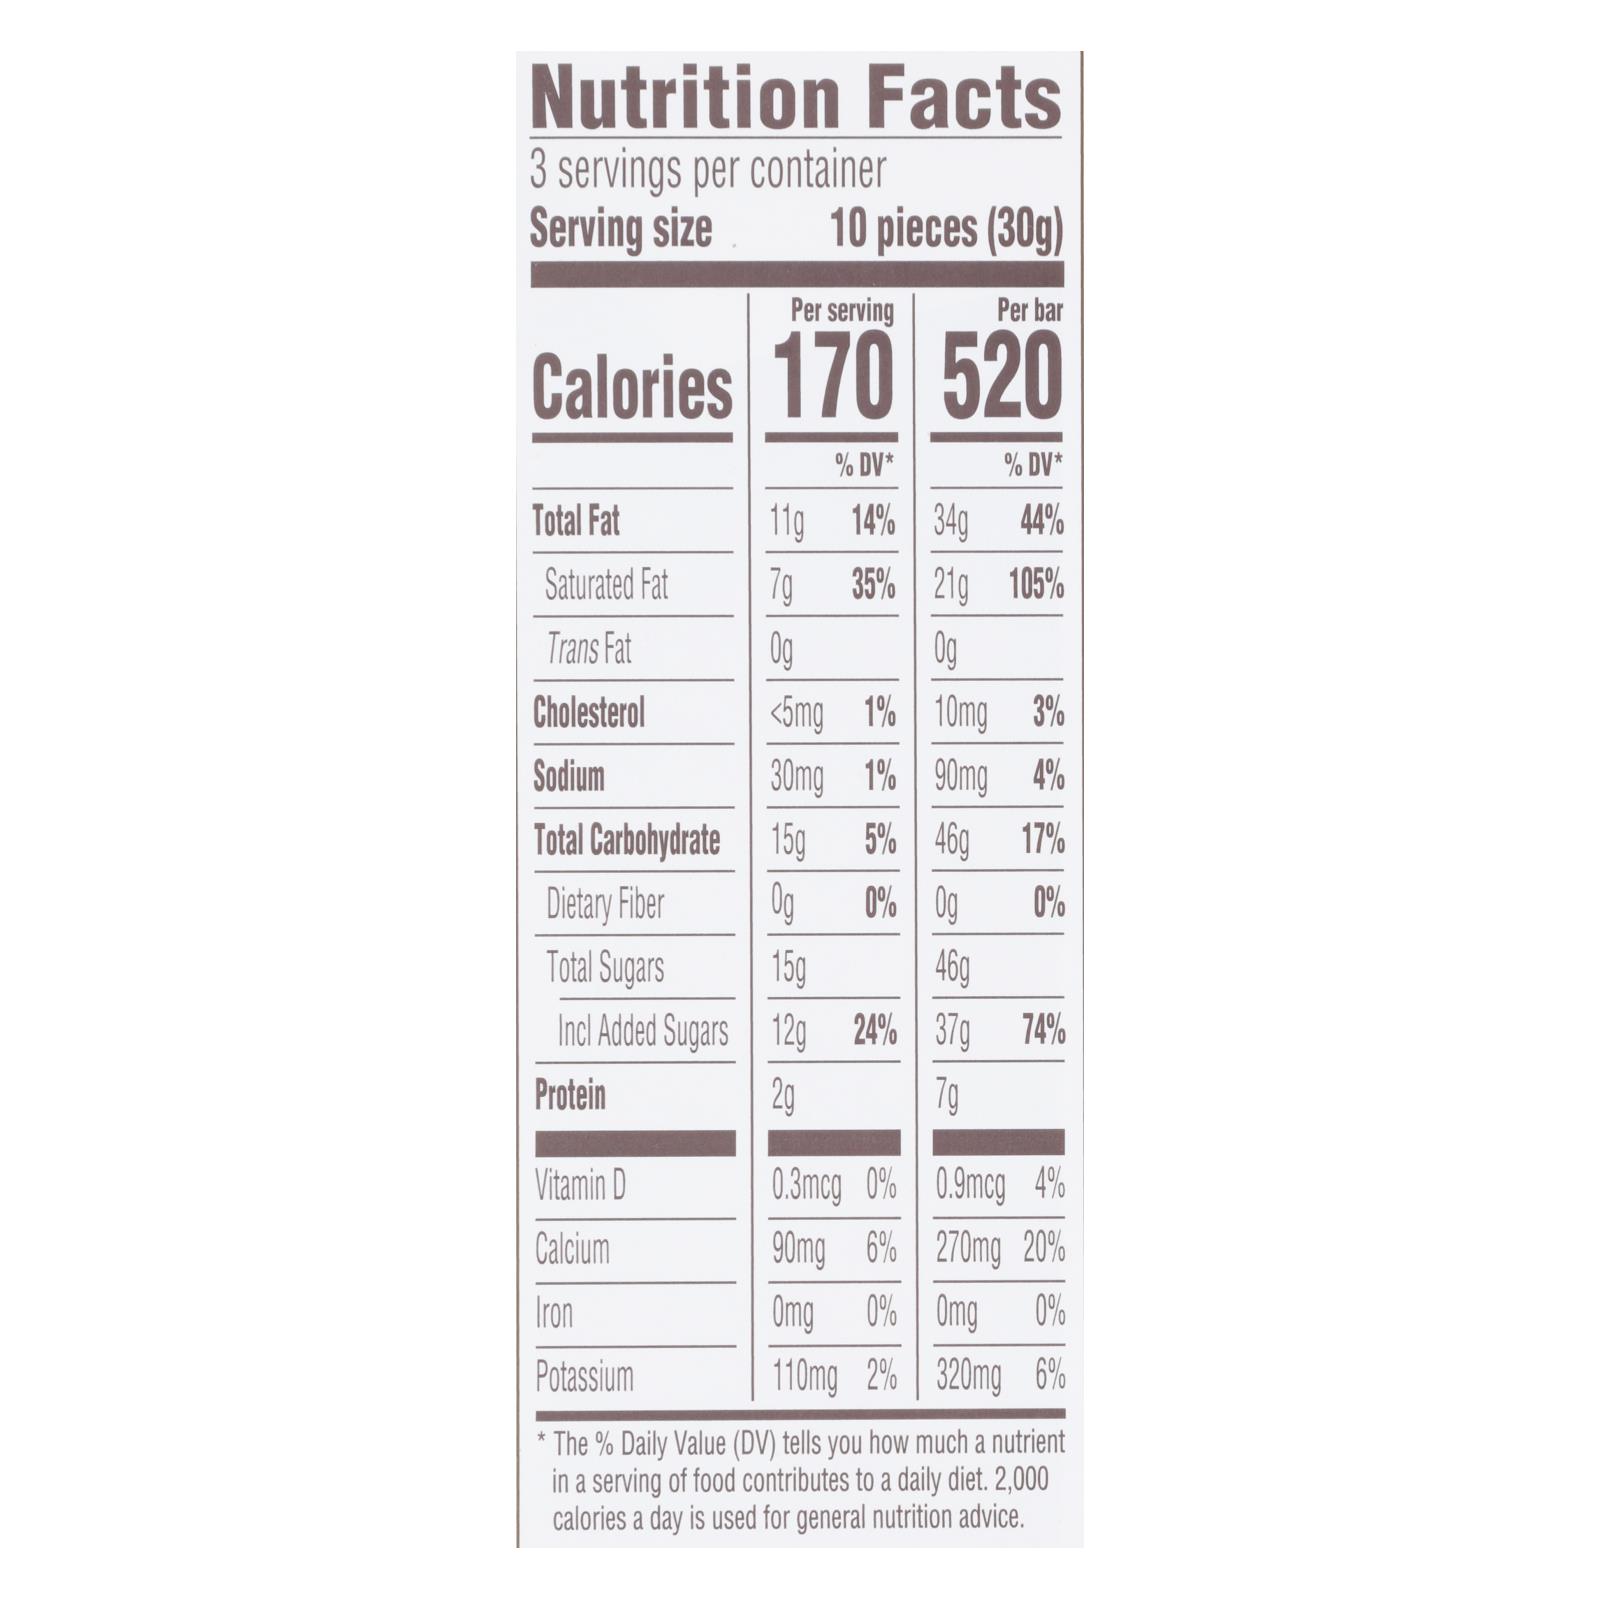 Nutrition Facts
3 servings per container
Serving size 10 pieces (30g)
Per serving Per bar
Calories 170 520
% DV* % DV*
Total Fat 11g 14% 34g 44%
Saturated Fat 7g 35% 21g 105%
Trans Fat 0g 0g
Cholesterol <5mg 1% 10mg 3%
Sodium 30mg 1% 90mg 4%
Total Carbohydrate 15g 5% 46g 17%
Dietary Fiber 0g 0% 0g 0%
Total Sugars 15g 46g
Incl Added Sugars 12g 24% 37g 74%
Protein 2g 7g
Vitamin D 0.3mcg 0% 0.9mcg 4%
Calcium 90mg 6% 270mg 20%
Iron 0mg 0% 0mg 0%
Potassium 110mg 2% 320mg 6%
* The % Daily Value (DV) tells you how much a nutrient
in a serving of food contributes to a daily diet. 2,000
calories a day is used for general nutrition advice.